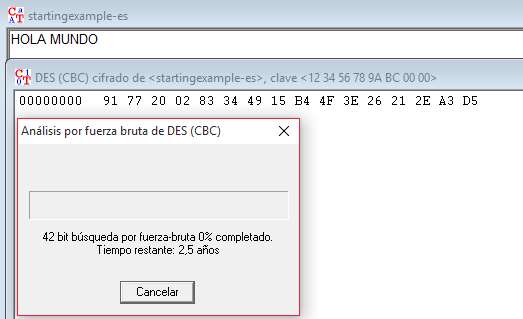 startingexample-es
HOLA MUNDO
DES (CBC) cifrado de <startingexample-es>, clave <12 34 56 78 9A BC 00 00>
00000000 91 77 20 02 83 34 49 15 B4 4F 3E 26 21 2E A3 D5
Análisis por fuerza bruta de DES (CBC)
42 bit búsqueda por fuerza-bruta 0% completado.
Tiempo restante: 2,5 años
Cancelar